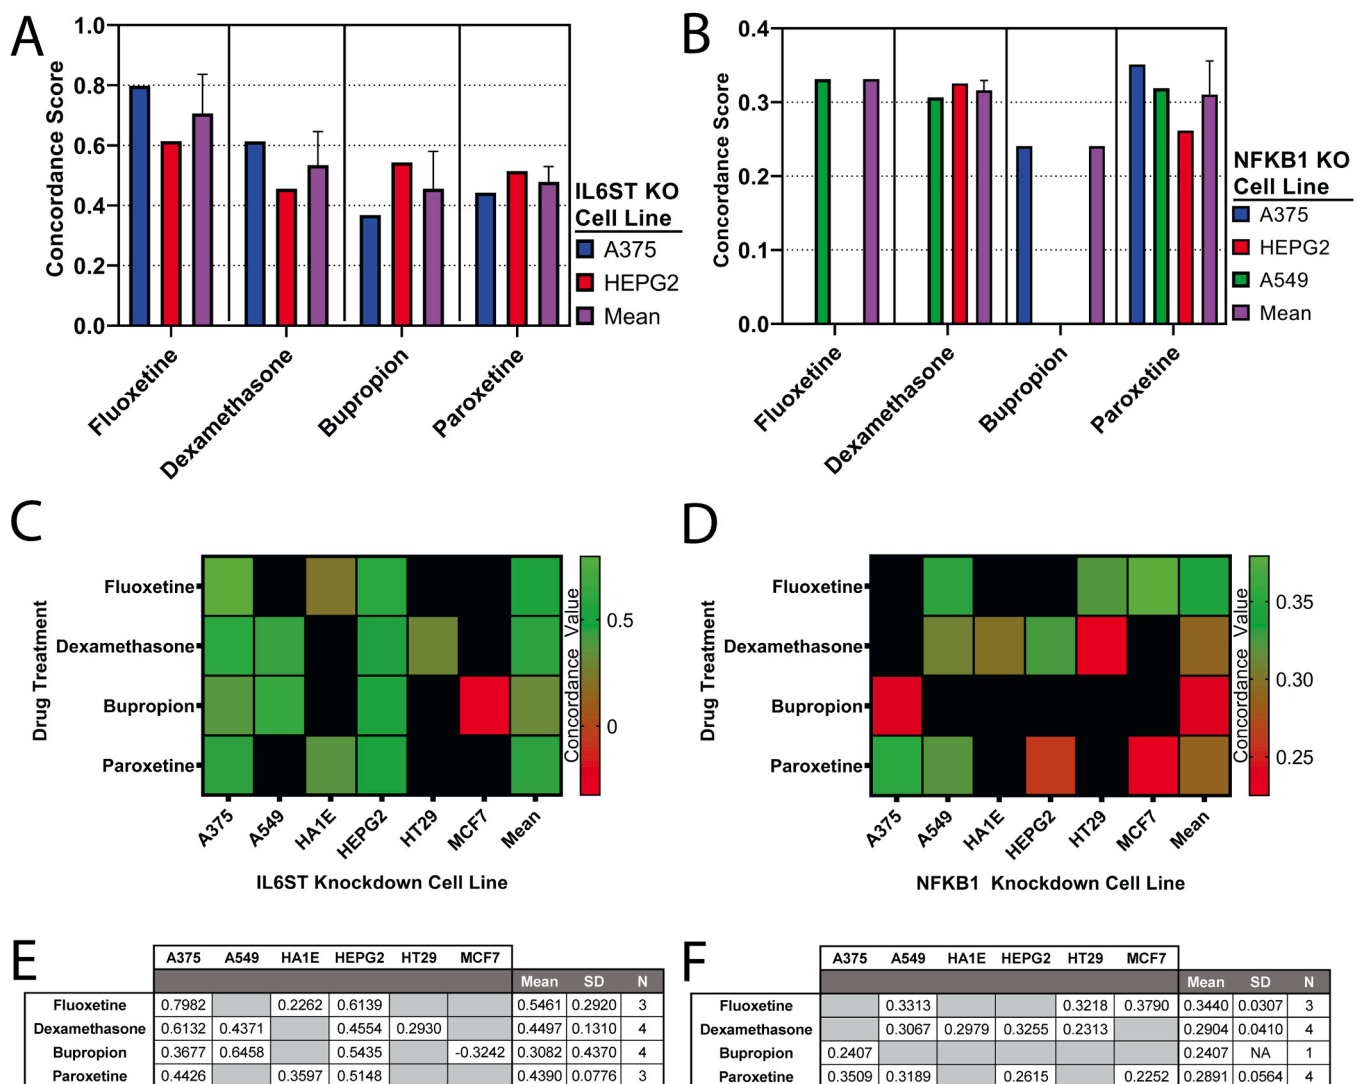 A
Concordance Score
1.0
0.8
0.6
0.4
0.2
0.0
Fluoxetine
Dexamethasone
Bupropion
Paroxetine
IL6ST KO
Cell Line
A375
HEPG2
Mean
B
Concordance Score
0.4
0.3
0.2
0.1
0.0
Fluoxetine
Dexamethasone
Bupropion
Paroxetine
NFKB1 KO
Cell Line
A375
HEPG2
A549
Mean
C
Drug Treatment
Fluoxetine
Dexamethasone
Bupropion
Paroxetine
A375
A549
HA1E
HEPG2
HT29
MCF7
Mean
IL6ST Knockdown Cell Line
Concordance Value
0.5
0
D
Drug Treatment
Fluoxetine
Dexamethasone
Bupropion
Paroxetine
A375
A549
HA1E
HEPG2
HT29
MCF7
Mean
NFKB1 Knockdown Cell Line
Concordance Value
0.35
0.30
0.25
E
A375 A549 HA1E HEPG2 HT29 MCF7
Mean SD N
Fluoxetine 0.7982 0.2262 0.6139 0.5461 0.2920 3
Dexamethasone 0.6132 0.4371 0.4554 0.2930 0.4497 0.1310 4
Bupropion 0.3677 0.6458 0.5435 -0.3242 0.3082 0.4370 4
Paroxetine 0.4426 0.3597 0.5148 0.4390 0.0776 3
F
A375 A549 HA1E HEPG2 HT29 MCF7
Mean SD N
Fluoxetine 0.3313 0.3218 0.3790 0.3440 0.0307 3
Dexamethasone 0.3067 0.2979 0.3255 0.2313 0.2904 0.0410 4
Bupropion 0.2407 0.2407 NA 1
Paroxetine 0.3509 0.3189 0.2615 0.2252 0.2891 0.0564 4